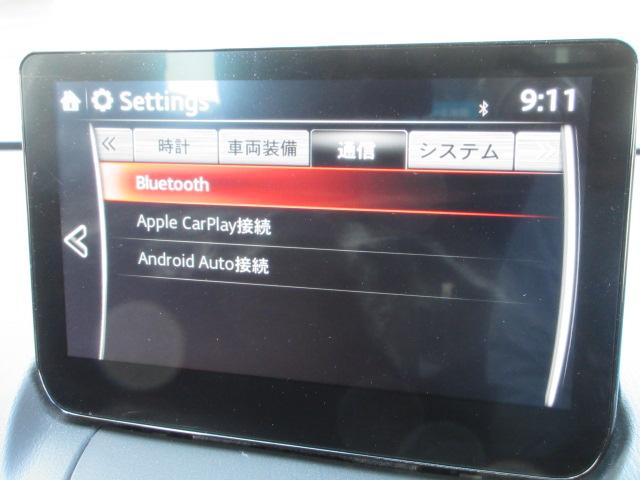 Settings 9:11
時計 車両装備 通信 システム
Bluetooth
Apple CarPlay接続
Android Auto接続